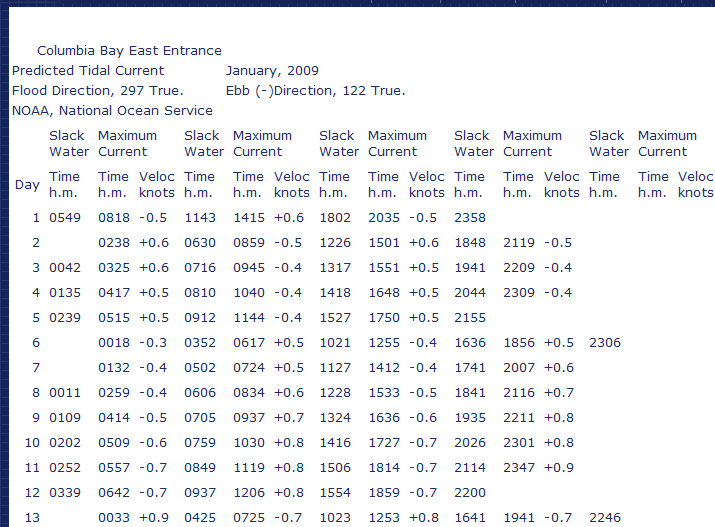 Columbia Bay East Entrance
Predicted Tidal Current January, 2009
Flood Direction, 297 True. Ebb (-)Direction, 122 True.
NOAA, National Ocean Service
Slack Maximum Slack Maximum Slack Maximum Slack Maximum Slack Maximum
Water Current Water Current Water Current Water Current Water Current
Day Time Time Veloc Time Time Veloc Time Time Veloc Time Time Veloc Time Time Veloc
h.m. h.m. knots h.m. h.m. knots h.m. h.m. knots h.m. h.m. knots h.m. h.m. knots
1 0549 0818 -0.5 1143 1415 +0.6 1802 2035 -0.5 2358
2 0238 +0.6 0630 0859 -0.5 1226 1501 +0.6 1848 2119 -0.5
3 0042 0325 +0.6 0716 0945 -0.4 1317 1551 +0.5 1941 2209 -0.4
4 0135 0417 +0.5 0810 1040 -0.4 1418 1648 +0.5 2044 2309 -0.4
5 0239 0515 +0.5 0912 1144 -0.4 1527 1750 +0.5 2155
6 0018 -0.3 0352 0617 +0.5 1021 1255 -0.4 1636 1856 +0.5 2306
7 0132 -0.4 0502 0724 +0.5 1127 1412 -0.4 1741 2007 +0.6
8 0011 0259 -0.4 0606 0834 +0.6 1228 1533 -0.5 1841 2116 +0.7
9 0109 0414 -0.5 0705 0937 +0.7 1324 1636 -0.6 1935 2211 +0.8
10 0202 0509 -0.6 0759 1030 +0.8 1416 1727 -0.7 2026 2301 +0.8
11 0252 0557 -0.7 0849 1119 +0.8 1506 1814 -0.7 2114 2347 +0.9
12 0339 0642 -0.7 0937 1206 +0.8 1554 1859 -0.7 2200
13 0033 +0.9 0425 0725 -0.7 1023 1253 +0.8 1641 1941 -0.7 2246